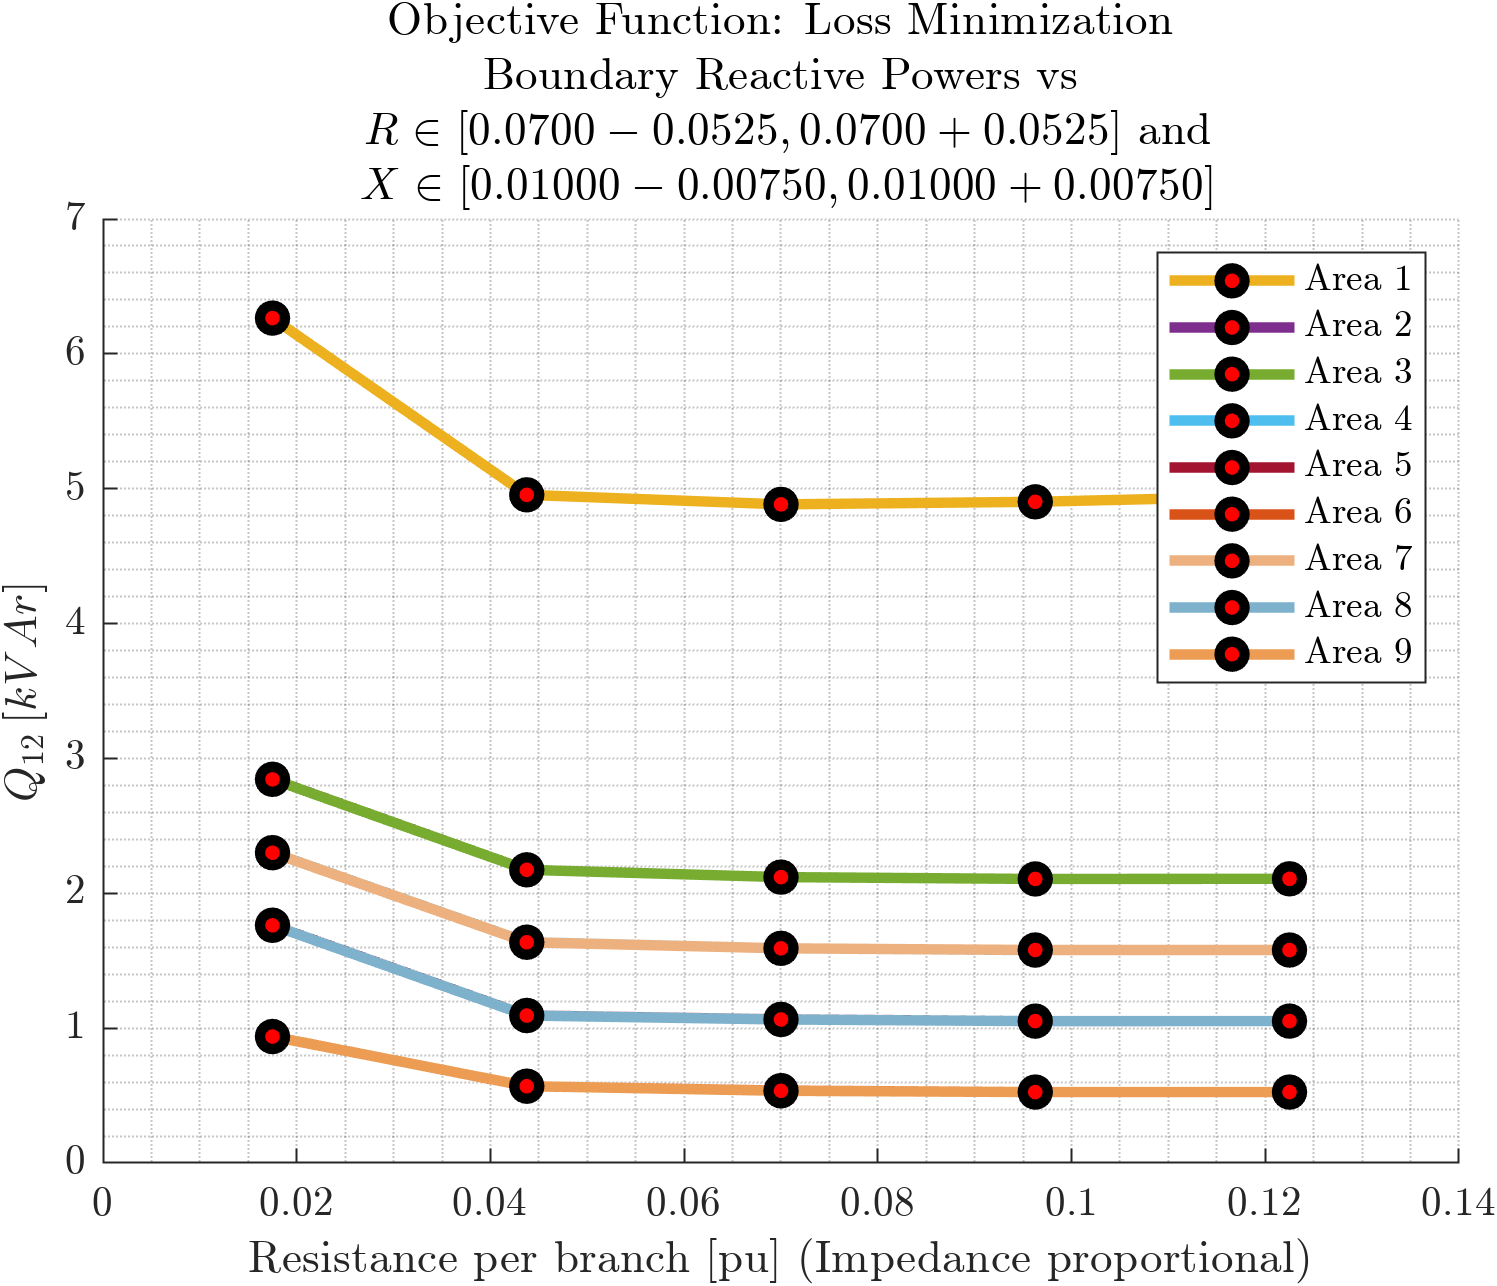 Objective Function: Loss Minimization
Boundary Reactive Powers vs
R ∈ [0.0700 − 0.0525, 0.0700 + 0.0525] and
X ∈ [0.01000 − 0.00750, 0.01000 + 0.00750]
7
6
5
4
3
2
1
0
Q₁₂ [kV Ar]
Area 1
Area 2
Area 3
Area 4
Area 5
Area 6
Area 7
Area 8
Area 9
0 0.02 0.04 0.06 0.08 0.1 0.12 0.14
Resistance per branch [pu] (Impedance proportional)